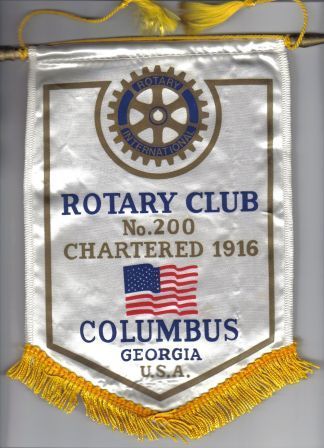 ROTARY
INTERNATIONAL
ROTARY CLUB
No.200
CHARTERED 1916
COLUMBUS
GEORGIA
U.S.A.